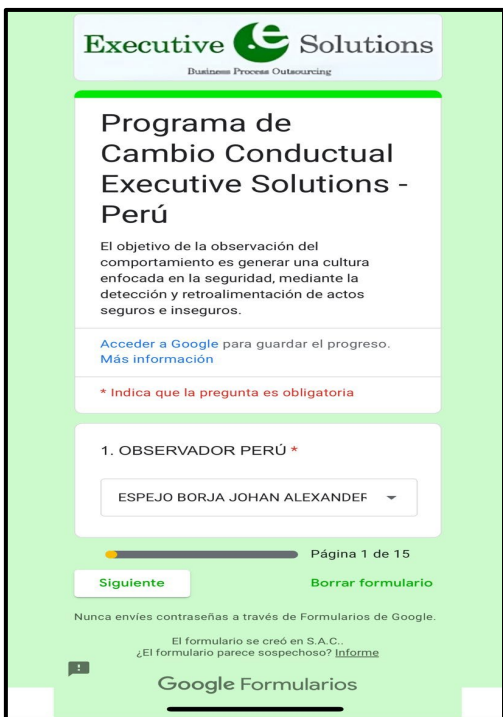 Executive e Solutions
Business Process Outsourcing
Programa de
Cambio Conductual
Executive Solutions -
Perú
El objetivo de la observación del
comportamiento es generar una cultura
enfocada en la seguridad, mediante la
detección y retroalimentación de actos
seguros e inseguros.
Acceder a Google para guardar el progreso.
Más información
* Indica que la pregunta es obligatoria
1. OBSERVADOR PERÚ *
ESPEJO BORJA JOHAN ALEXANDER
Página 1 de 15
Siguiente Borrar formulario
Nunca envíes contraseñas a través de Formularios de Google.
El formulario se creó en S.A.C..
¿El formulario parece sospechoso? Informe
Google Formularios